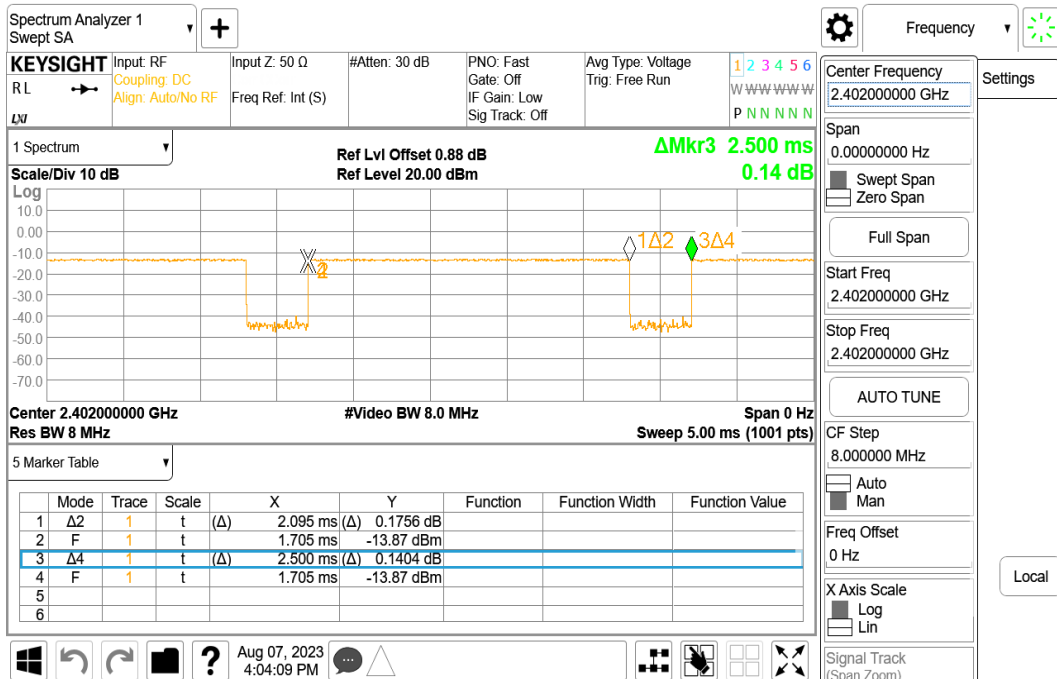 Spectrum Analyzer 1
Swept SA
+
Frequency
KEYSIGHT
RL
LXI
Input: RF
Coupling: DC
Align: Auto/No RF
Input Z: 50 Ω
Freq Ref: Int (S)
#Atten: 30 dB
PNO: Fast
Gate: Off
IF Gain: Low
Sig Track: Off
Avg Type: Voltage
Trig: Free Run
1 2 3 4 5 6
W W W W W W
P N N N N N
1 Spectrum
Scale/Div 10 dB
Ref Lvl Offset 0.88 dB
Ref Level 20.00 dBm
ΔMkr3 2.500 ms
0.14 dB
Log
10.0
0.00
-10.0
-20.0
-30.0
-40.0
-50.0
-60.0
-70.0
1Δ2
3Δ4
Center 2.402000000 GHz
#Video BW 8.0 MHz
Span 0 Hz
Res BW 8 MHz
Sweep 5.00 ms (1001 pts)
5 Marker Table
Mode Trace Scale X Y Function Function Width Function Value
1 Δ2 1 t (Δ) 2.095 ms (Δ) 0.1756 dB
2 F 1 t 1.705 ms -13.87 dBm
3 Δ4 1 t (Δ) 2.500 ms (Δ) 0.1404 dB
4 F 1 t 1.705 ms -13.87 dBm
5
6
?
Aug 07, 2023
4:04:09 PM
Center Frequency
2.402000000 GHz
Settings
Span
0.00000000 Hz
Swept Span
Zero Span
Full Span
Start Freq
2.402000000 GHz
Stop Freq
2.402000000 GHz
AUTO TUNE
CF Step
8.000000 MHz
Auto
Man
Freq Offset
0 Hz
Local
X Axis Scale
Log
Lin
Signal Track
(Span Zoom)